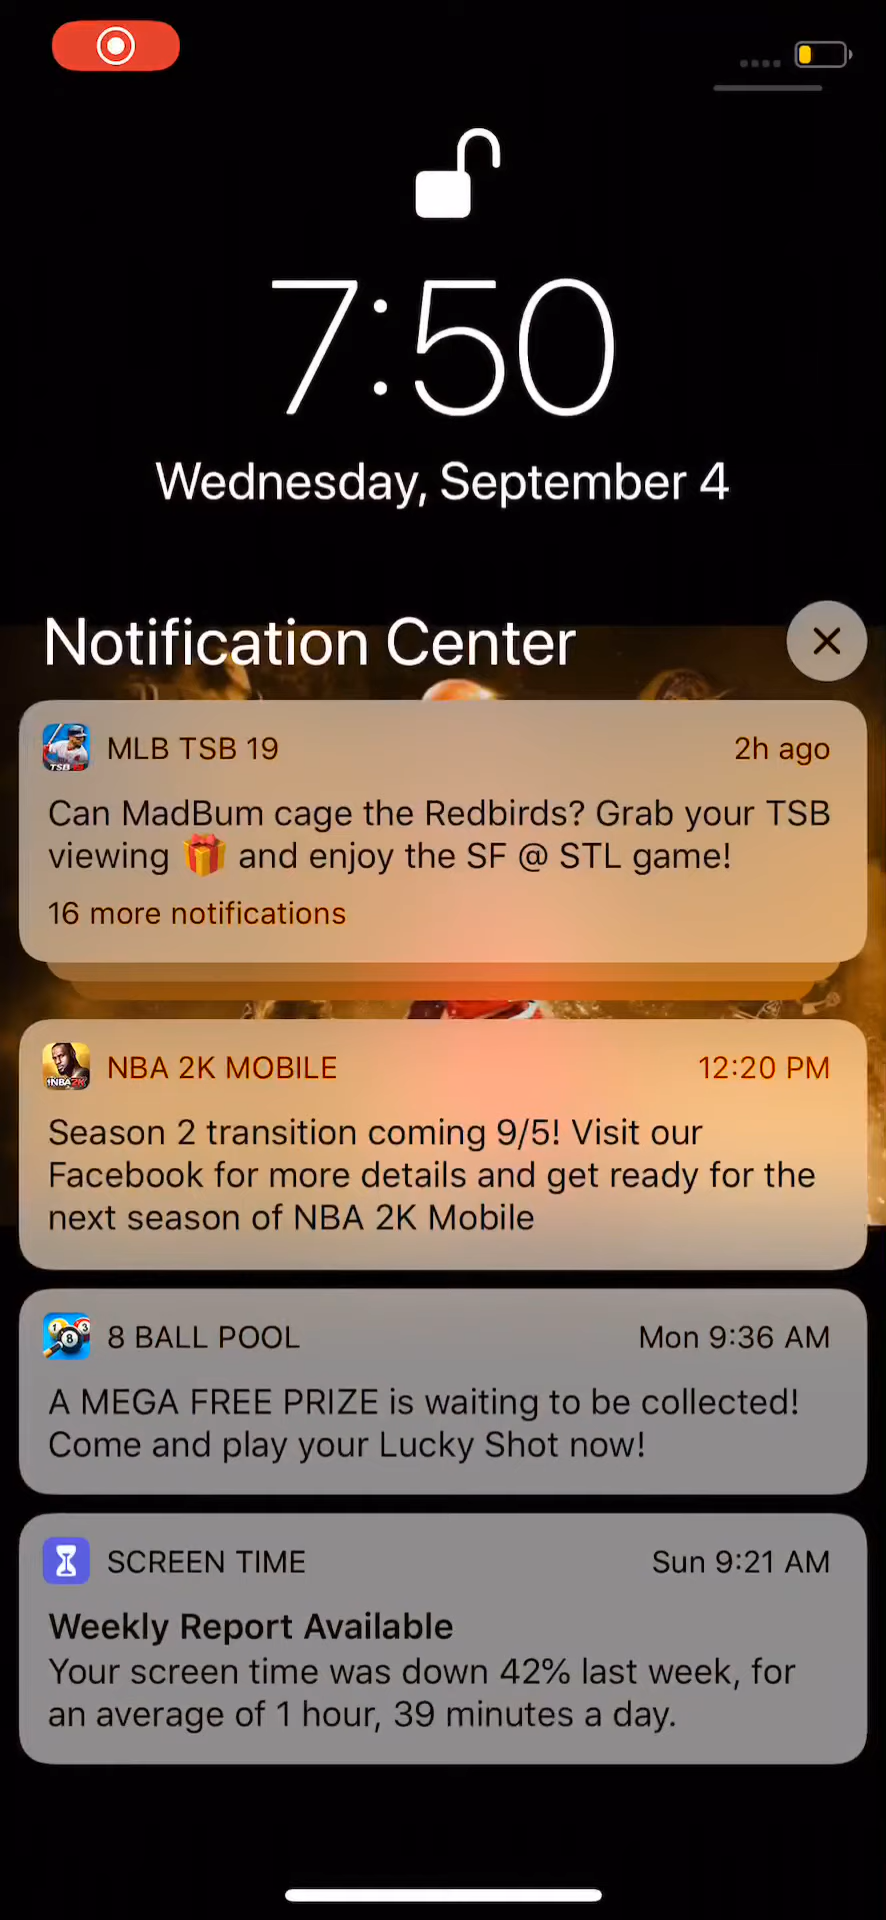 7:50
Wednesday, September 4
Notification Center
MLB TSB 19 2h ago
Can MadBum cage the Redbirds? Grab your TSB
viewing 🎁 and enjoy the SF @ STL game!
16 more notifications
NBA 2K MOBILE 12:20 PM
Season 2 transition coming 9/5! Visit our
Facebook for more details and get ready for the
next season of NBA 2K Mobile
8 BALL POOL Mon 9:36 AM
A MEGA FREE PRIZE is waiting to be collected!
Come and play your Lucky Shot now!
SCREEN TIME Sun 9:21 AM
Weekly Report Available
Your screen time was down 42% last week, for
an average of 1 hour, 39 minutes a day.